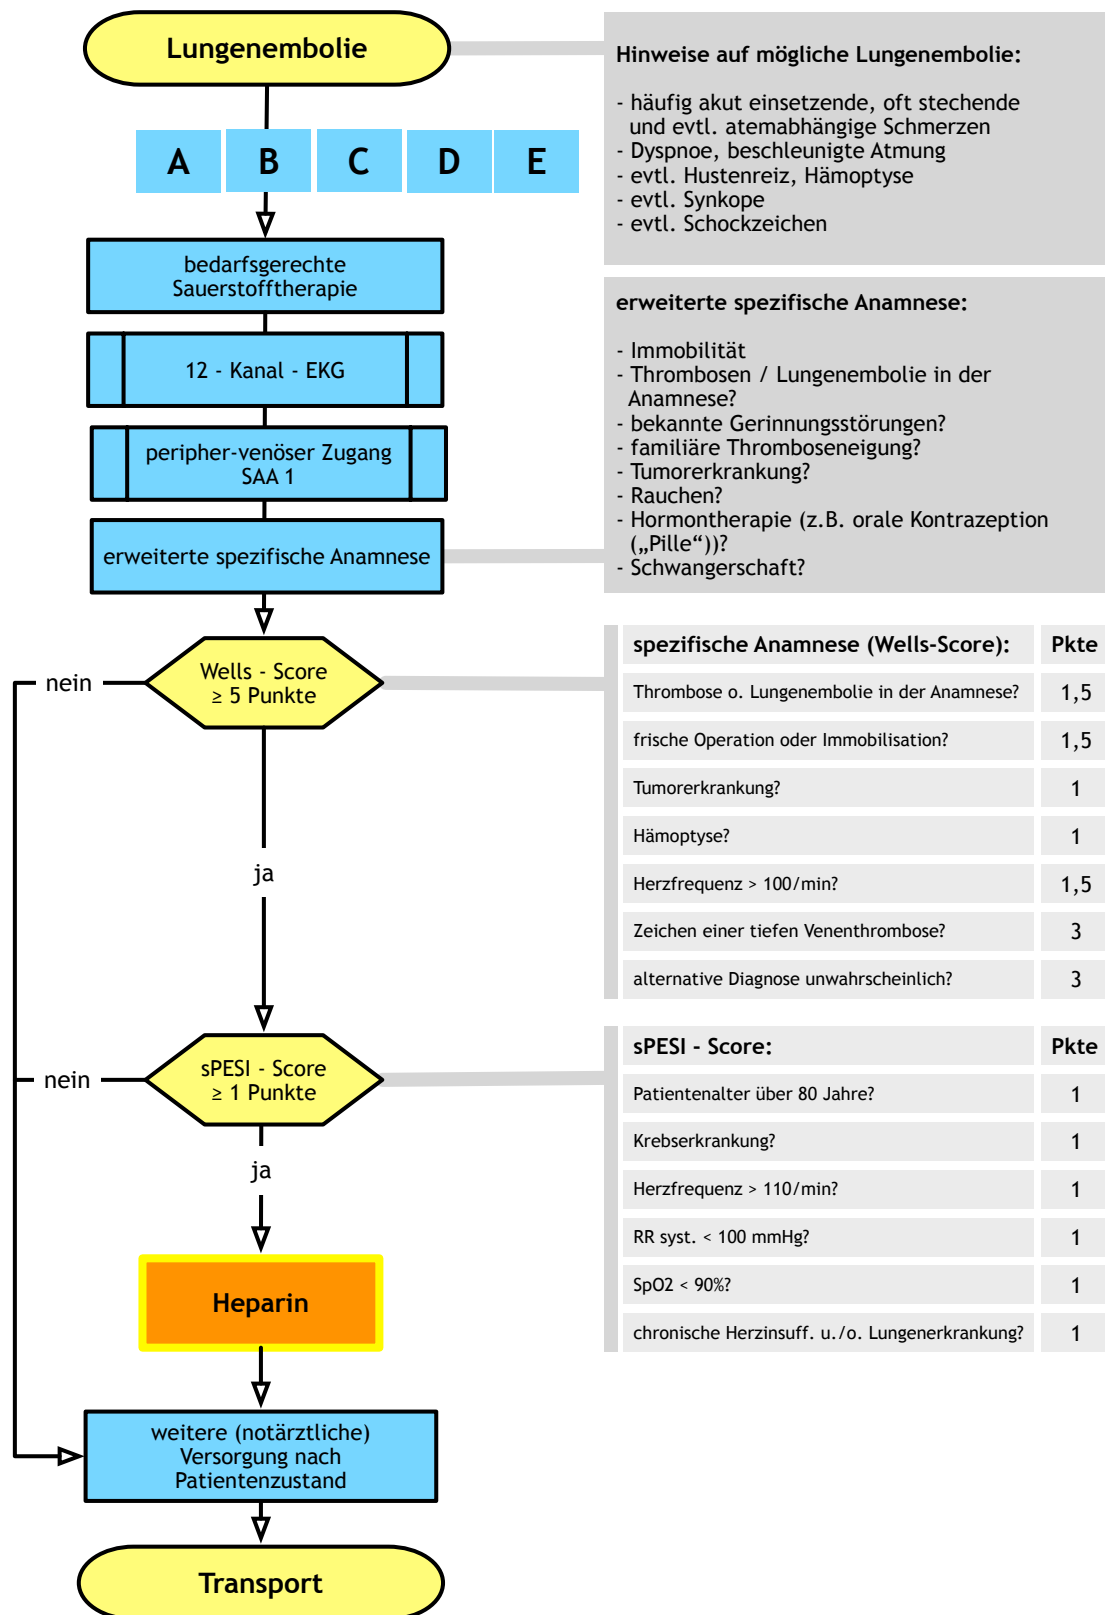 Lungenembolie
Hinweise auf mögliche Lungenembolie:
- häufig akut einsetzende, oft stechende
und evtl. atemabhängige Schmerzen
- Dyspnoe, beschleunigte Atmung
- evtl. Hustenreiz, Hämoptyse
- evtl. Synkope
- evtl. Schockzeichen
A B C D E
bedarfsgerechte
Sauerstofftherapie
12 - Kanal - EKG
peripher-venöser Zugang
SAA 1
erweiterte spezifische Anamnese
erweiterte spezifische Anamnese:
- Immobilität
- Thrombosen / Lungenembolie in der
Anamnese?
- bekannte Gerinnungsstörungen?
- familiäre Thromboseneigung?
- Tumorerkrankung?
- Rauchen?
- Hormontherapie (z.B. orale Kontrazeption
(„Pille“))?
- Schwangerschaft?
Wells - Score
≥ 5 Punkte
nein
ja
spezifische Anamnese (Wells-Score): Pkte
Thrombose o. Lungenembolie in der Anamnese? 1,5
frische Operation oder Immobilisation? 1,5
Tumorerkrankung? 1
Hämoptyse? 1
Herzfrequenz > 100/min? 1,5
Zeichen einer tiefen Venenthrombose? 3
alternative Diagnose unwahrscheinlich? 3
sPESI - Score
≥ 1 Punkte
nein
ja
sPESI - Score: Pkte
Patientenalter über 80 Jahre? 1
Krebserkrankung? 1
Herzfrequenz > 110/min? 1
RR syst. < 100 mmHg? 1
SpO2 < 90%? 1
chronische Herzinsuff. u./o. Lungenerkrankung? 1
Heparin
weitere (notärztliche)
Versorgung nach
Patientenzustand
Transport